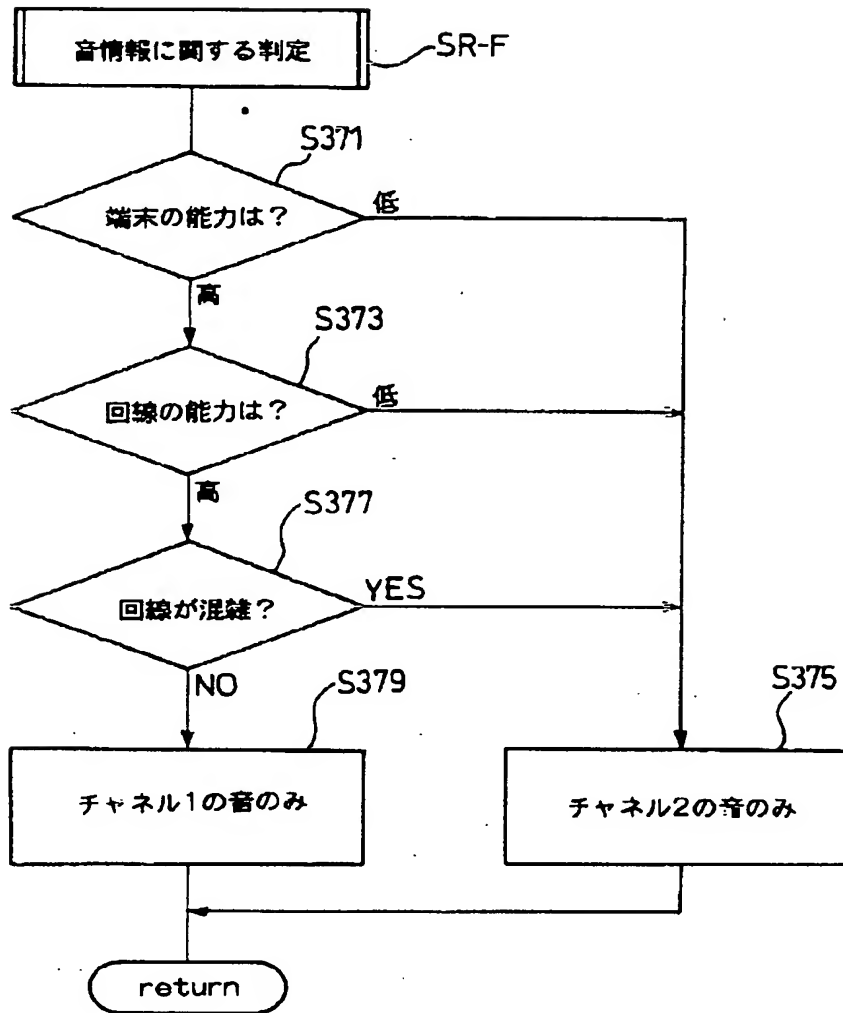 音情報に関する判定
SR-F
S371
端末の能力は?
低
高
S373
回線の能力は?
低
高
S377
回線が混雑?
YES
NO
S379
チャネル1の音のみ
S375
チャネル2の音のみ
return